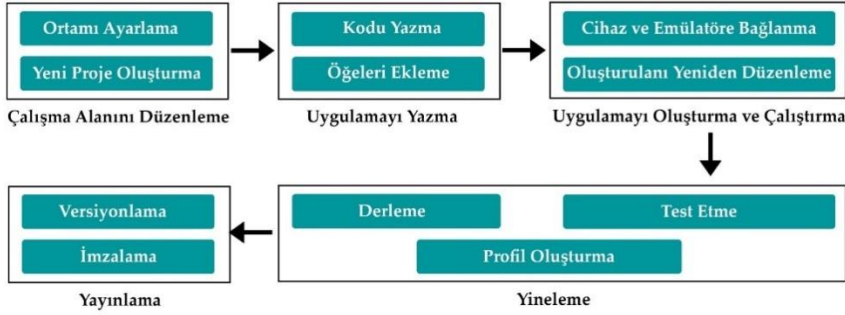 Ortamı Ayarlama
Yeni Proje Oluşturma
Çalışma Alanını Düzenleme
Kodu Yazma
Öğeleri Ekleme
Uygulamayı Yazma
Cihaz ve Emülatöre Bağlanma
Oluşturulanı Yeniden Düzenleme
Uygulamayı Oluşturma ve Çalıştırma
Derleme
Test Etme
Profil Oluşturma
Yineleme
Versiyonlama
İmzalama
Yayınlama